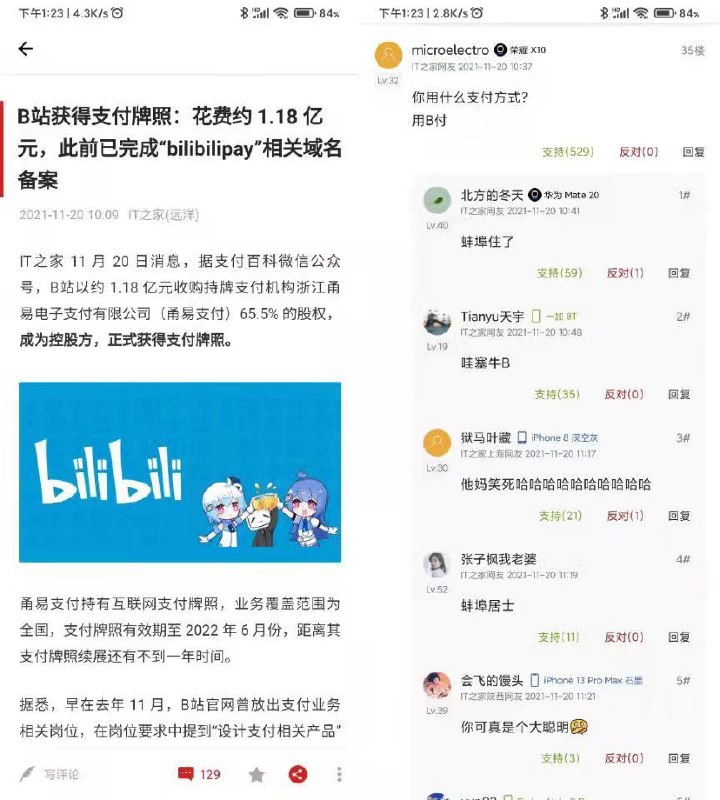 下午1:23 | 4.3K/s
84%
B站获得支付牌照：花费约 1.18 亿
元，此前已完成“bilibilipay”相关域名
备案
2021-11-20 10:09 IT之家(远洋)
IT之家 11 月 20 日消息，据支付百科微信公众
号，B站以约 1.18 亿元收购持牌支付机构浙江甬
易电子支付有限公司（甬易支付）65.5% 的股权，
成为控股方，正式获得支付牌照。
bilibili
甬易支付持有互联网支付牌照，业务覆盖范围为
全国，支付牌照有效期至 2022 年 6 月份，距离其
支付牌照续展还有不到一年时间。
据悉，早在去年 11 月，B站官网曾放出支付业务
相关岗位，在岗位要求中提到“设计支付相关产品”
写评论
129
下午1:23 | 2.8K/s
84%
microelectro 荣耀 X10 35楼
IT之家网友 2021-11-20 10:37
Lv.32
你用什么支付方式？
用B付
支持(529) 反对(0) 回复
北方的冬天 华为 Mate 20 1#
IT之家网友 2021-11-20 10:41
Lv.40
蚌埠住了
支持(59) 反对(1) 回复
Tianyu天宇 一加 8T 2#
IT之家网友 2021-11-20 10:48
Lv.19
哇塞牛B
支持(35) 反对(0) 回复
狱马叶藏 iPhone 8 深空灰 3#
IT之家上海网友 2021-11-20 11:17
Lv.30
他妈笑死哈哈哈哈哈哈哈哈哈哈
支持(21) 反对(1) 回复
张子枫我老婆 4#
IT之家网友 2021-11-20 11:19
Lv.52
蚌埠居士
支持(11) 反对(0) 回复
会飞的馒头 iPhone 13 Pro Max 石墨 5#
IT之家陕西网友 2021-11-20 11:21
Lv.39
你可真是个大聪明
支持(3) 反对(0) 回复